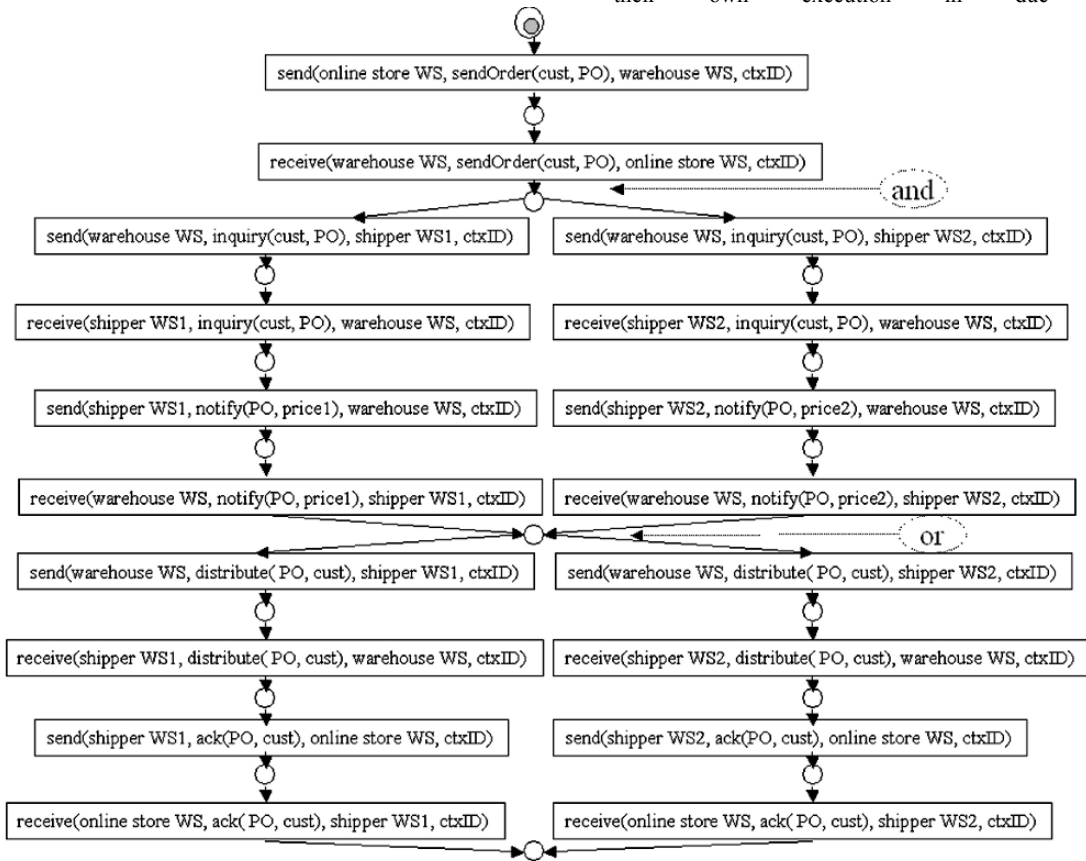 their own execution in due
send(online store WS, sendOrder(cust, PO), warehouse WS, ctxID)
receive(warehouse WS, sendOrder(cust, PO), online store WS, ctxID)
and
send(warehouse WS, inquiry(cust, PO), shipper WS1, ctxID)
send(warehouse WS, inquiry(cust, PO), shipper WS2, ctxID)
receive(shipper WS1, inquiry(cust, PO), warehouse WS, ctxID)
receive(shipper WS2, inquiry(cust, PO), warehouse WS, ctxID)
send(shipper WS1, notify(PO, price1), warehouse WS, ctxID)
send(shipper WS2, notify(PO, price2), warehouse WS, ctxID)
receive(warehouse WS, notify(PO, price1), shipper WS1, ctxID)
receive(warehouse WS, notify(PO, price2), shipper WS2, ctxID)
or
send(warehouse WS, distribute( PO, cust), shipper WS1, ctxID)
send(warehouse WS, distribute( PO, cust), shipper WS2, ctxID)
receive(shipper WS1, distribute( PO, cust), warehouse WS, ctxID)
receive(shipper WS2, distribute( PO, cust), warehouse WS, ctxID)
send(shipper WS1, ack(PO, cust), online store WS, ctxID)
send(shipper WS2, ack(PO, cust), online store WS, ctxID)
receive(online store WS, ack( PO, cust), shipper WS1, ctxID)
receive(online store WS, ack( PO, cust), shipper WS2, ctxID)